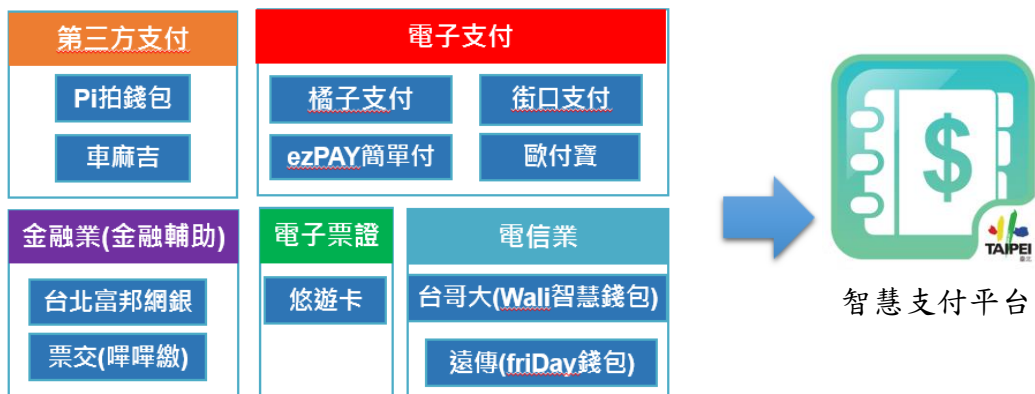 第三方支付
Pi拍錢包
車麻吉
電子支付
橘子支付
街口支付
ezPAY簡單付
歐付寶
金融業(金融輔助)
台北富邦網銀
票交(嗶嗶繳)
電子票證
悠遊卡
電信業
台哥大(Wali智慧錢包)
遠傳(friDay錢包)
$
TAIPEI
臺北
智慧支付平台